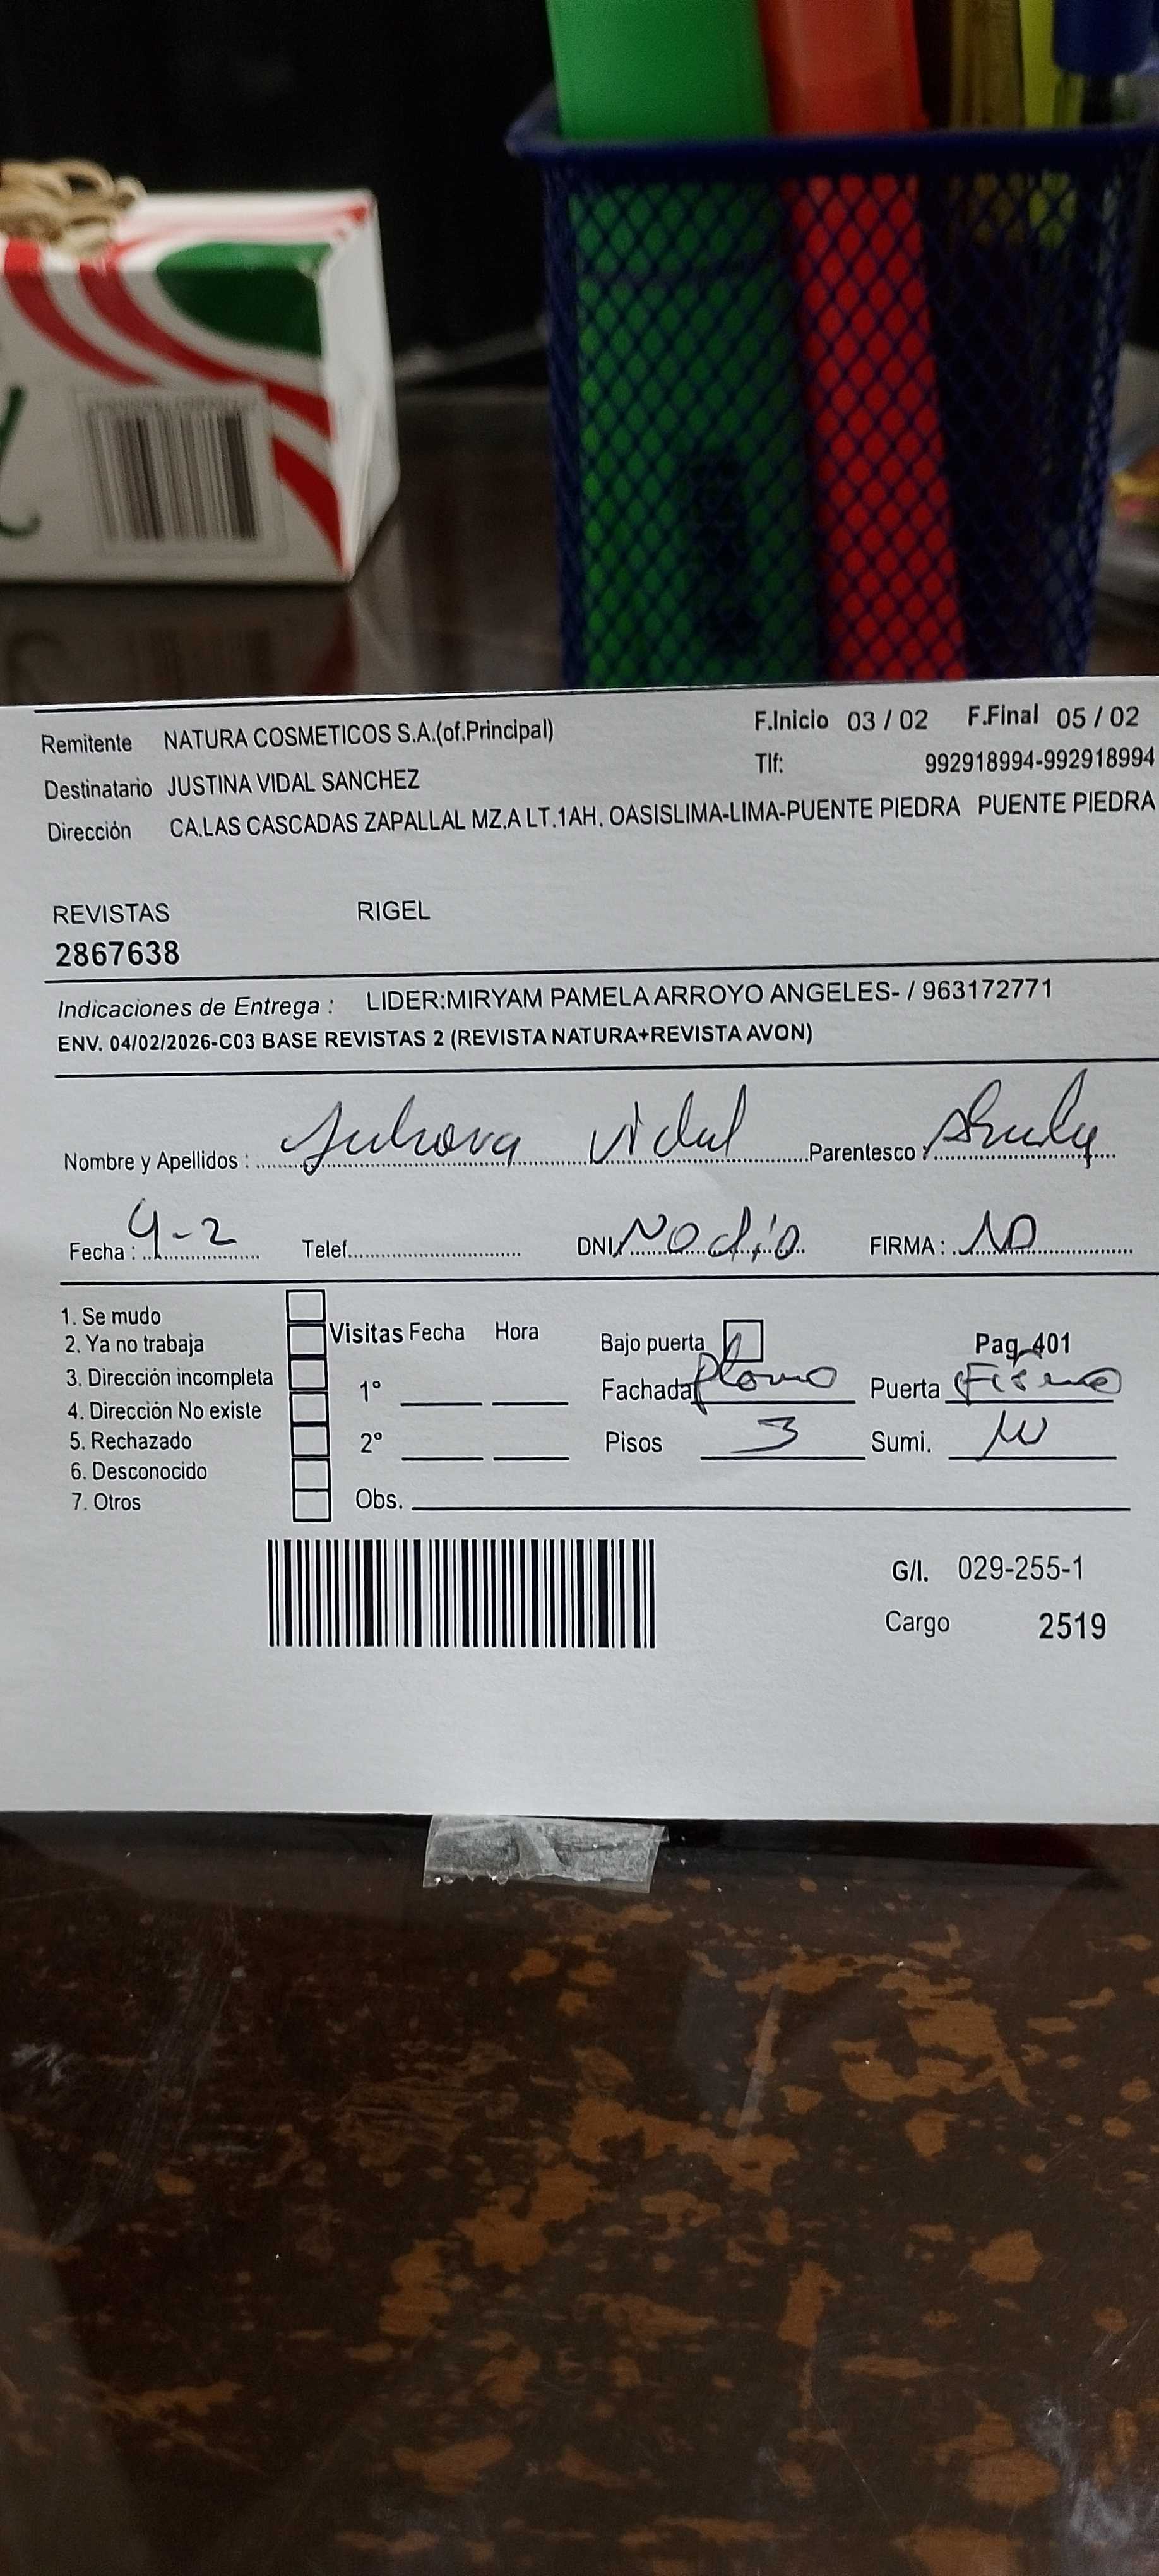 Remitente NATURA COSMETICOS S.A.(of.Principal) F.Inicio 03 / 02 F.Final 05 / 02
Destinatario JUSTINA VIDAL SANCHEZ Tlf: 992918994-992918994
Dirección CA.LAS CASCADAS ZAPALLAL MZ.A LT.1AH. OASISLIMA-LIMA-PUENTE PIEDRA PUENTE PIEDRA
REVISTAS RIGEL
2867638
Indicaciones de Entrega : LIDER:MIRYAM PAMELA ARROYO ANGELES- / 963172771
ENV. 04/02/2026-C03 BASE REVISTAS 2 (REVISTA NATURA+REVISTA AVON)
Nombre y Apellidos : Vidal Parentesco :
Fecha : 4-2 Telef. DNI No dio FIRMA : ND
1. Se mudo
2. Ya no trabaja Visitas Fecha Hora Bajo puerta Pag. 401
3. Dirección incompleta 1° Fachada Plomo Puerta
4. Dirección No existe
5. Rechazado 2° Pisos 3 Sumi.
6. Desconocido
7. Otros Obs.
G/I. 029-255-1
Cargo 2519